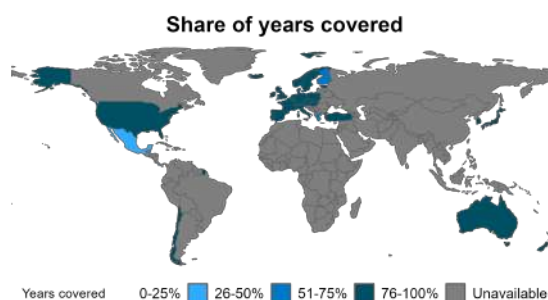 Share of years covered
Years covered 0-25% 26-50% 51-75% 76-100% Unavailable